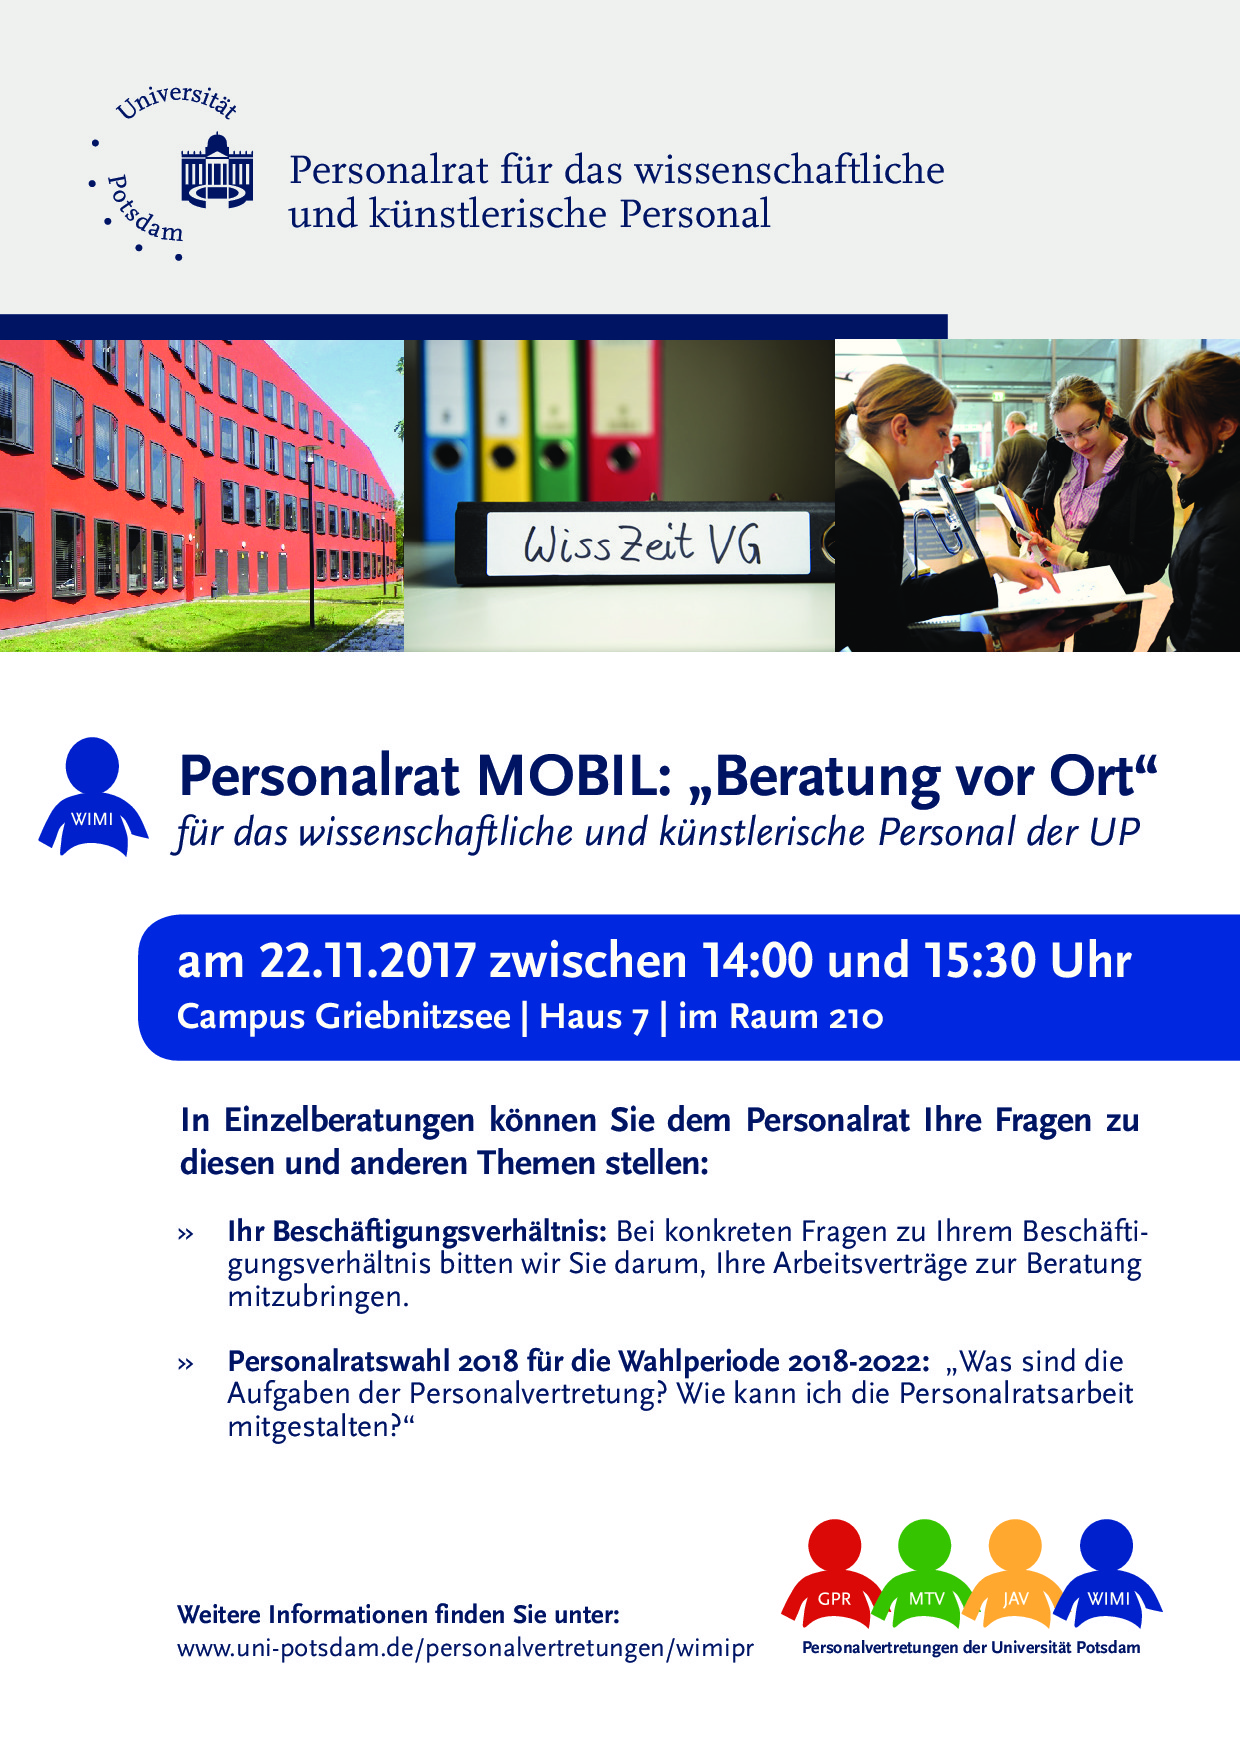 Universität
Potsdam
Personalrat für das wissenschaftliche
und künstlerische Personal
Wiss Zeit VG
WIMI
Personalrat MOBIL: „Beratung vor Ort“
für das wissenschaftliche und künstlerische Personal der UP
am 22.11.2017 zwischen 14:00 und 15:30 Uhr
Campus Griebnitzsee | Haus 7 | im Raum 210
In Einzelberatungen können Sie dem Personalrat Ihre Fragen zu
diesen und anderen Themen stellen:
» Ihr Beschäftigungsverhältnis: Bei konkreten Fragen zu Ihrem Beschäfti-
gungsverhältnis bitten wir Sie darum, Ihre Arbeitsverträge zur Beratung
mitzubringen.
» Personalratswahl 2018 für die Wahlperiode 2018-2022: „Was sind die
Aufgaben der Personalvertretung? Wie kann ich die Personalratsarbeit
mitgestalten?“
GPR MTV JAV WIMI
Personalvertretungen der Universität Potsdam
Weitere Informationen finden Sie unter:
www.uni-potsdam.de/personalvertretungen/wimipr